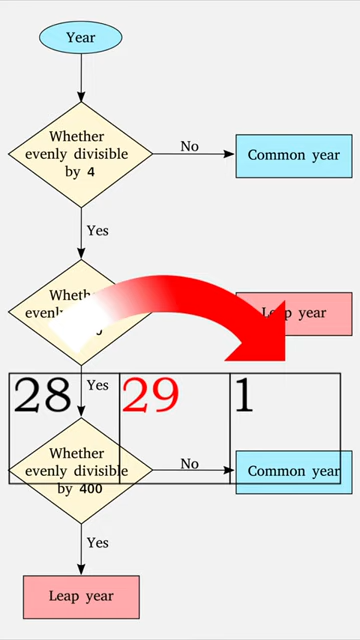 Year
Whether
evenly divisible
by 4
No
Common year
Yes
Leap year
28
Yes
29
1
Whether
evenly divisible
by 400
No
Common year
Yes
Leap year